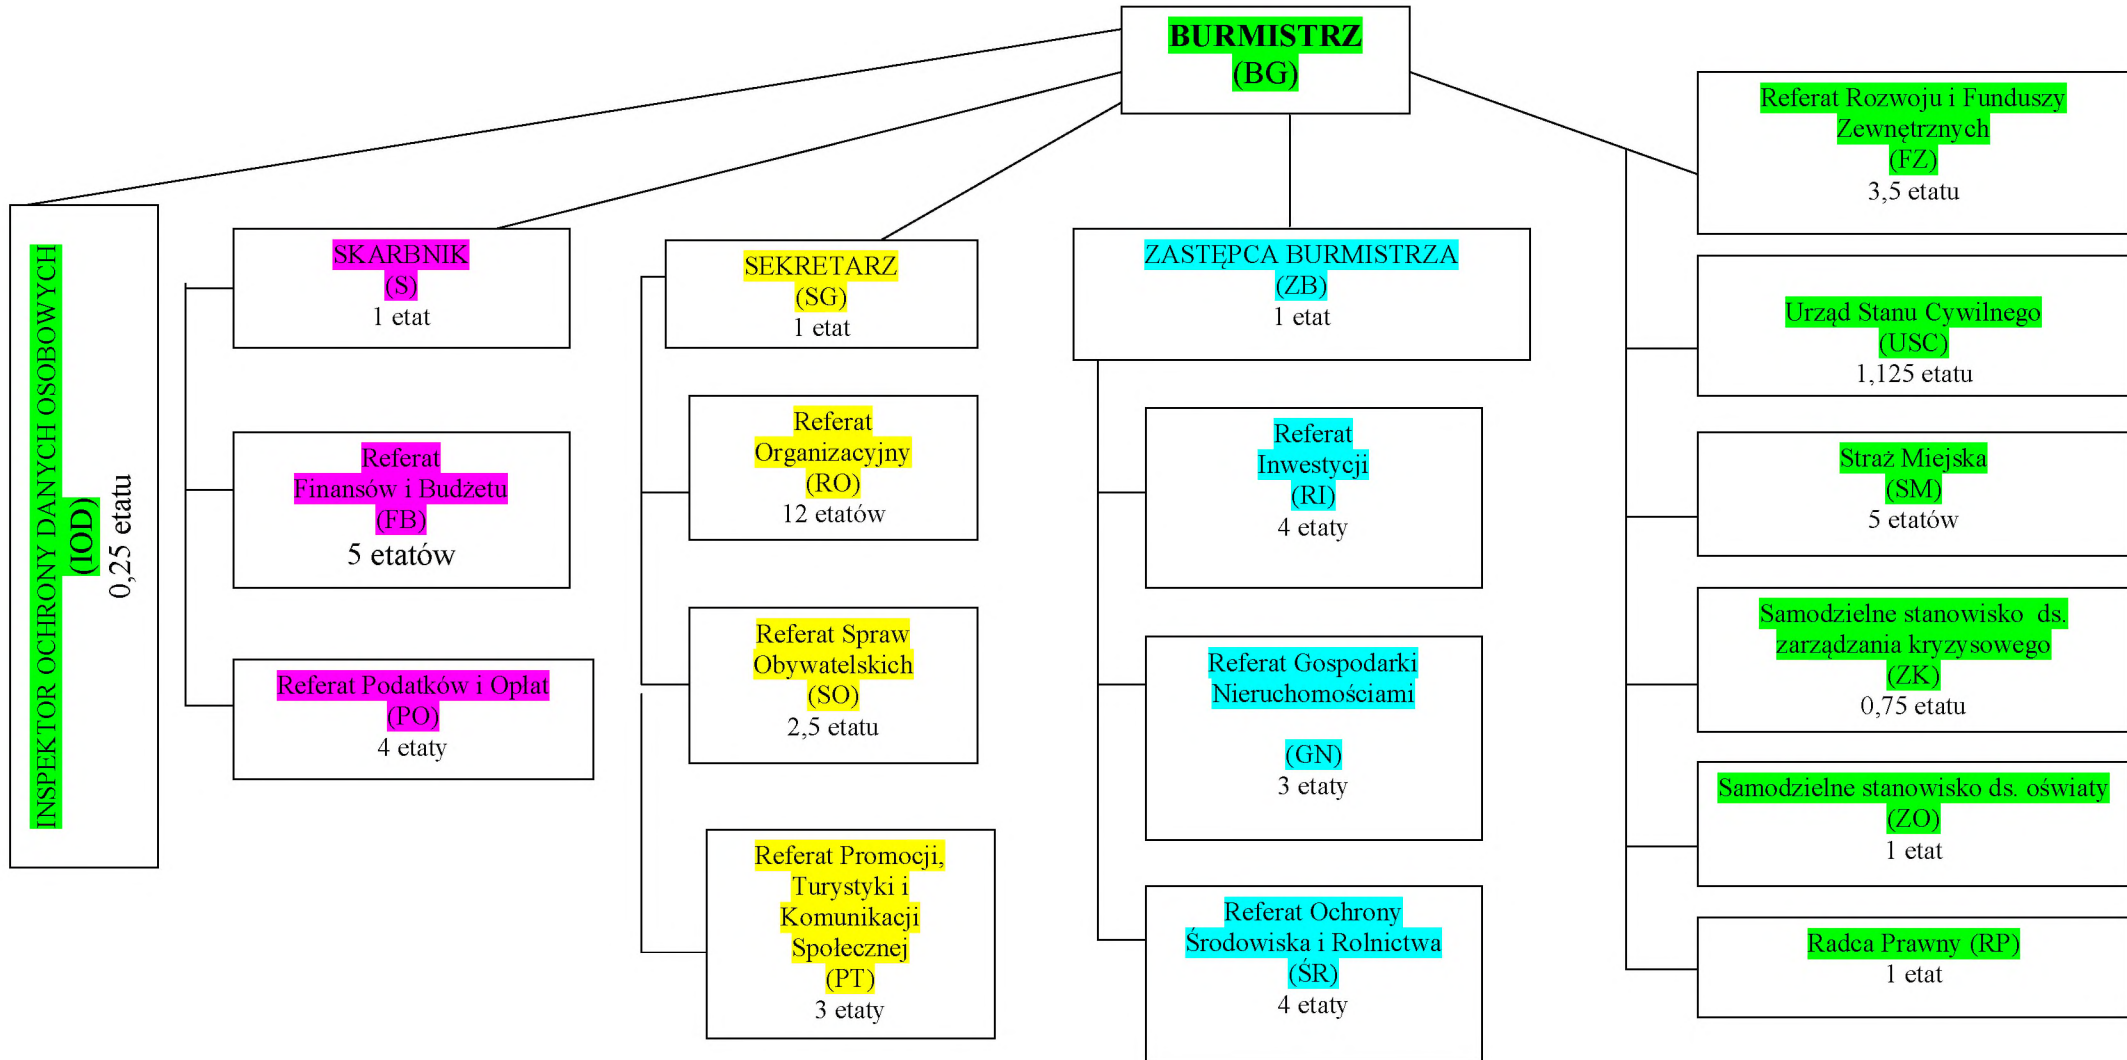 BURMISTRZ
(BG)
INSPEKTOR OCHRONY DANYCH OSOBOWYCH
(IOD)
0,25 etatu
SKARBNIK
(S)
1 etat
Referat
Finansów i Budżetu
(FB)
5 etatów
Referat Podatków i Opłat
(PO)
4 etaty
SEKRETARZ
(SG)
1 etat
Referat
Organizacyjny
(RO)
12 etatów
Referat Spraw
Obywatelskich
(SO)
2,5 etatu
Referat Promocji,
Turystyki i
Komunikacji
Społecznej
(PT)
3 etaty
ZASTĘPCA BURMISTRZA
(ZB)
1 etat
Referat
Inwestycji
(RI)
4 etaty
Referat Gospodarki
Nieruchomościami
(GN)
3 etaty
Referat Ochrony
Środowiska i Rolnictwa
(ŚR)
4 etaty
Referat Rozwoju i Funduszy
Zewnętrznych
(FZ)
3,5 etatu
Urząd Stanu Cywilnego
(USC)
1,125 etatu
Straż Miejska
(SM)
5 etatów
Samodzielne stanowisko ds.
zarządzania kryzysowego
(ZK)
0,75 etatu
Samodzielne stanowisko ds. oświaty
(ZO)
1 etat
Radca Prawny (RP)
1 etat